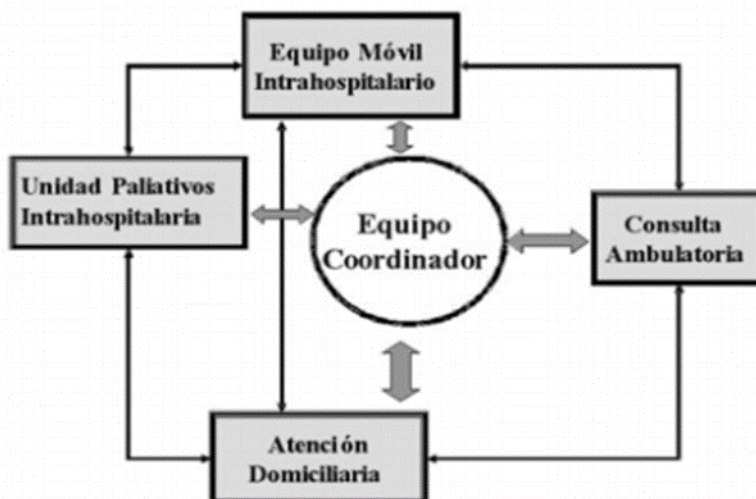 Equipo Móvil
Intrahospitalario
Unidad Paliativos
Intrahospitalaria
Equipo
Coordinador
Consulta
Ambulatoria
Atención
Domiciliaria